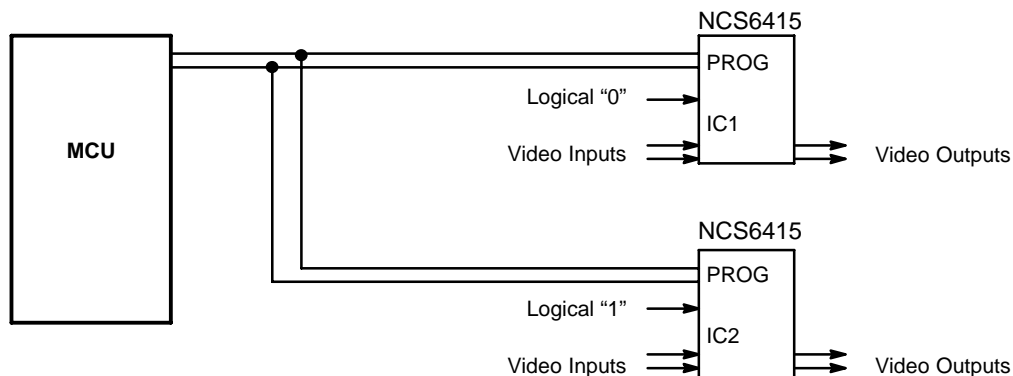 NCS6415
PROG
Logical “0”
IC1
MCU
Video Inputs
Video Outputs
NCS6415
PROG
Logical “1”
IC2
Video Inputs
Video Outputs